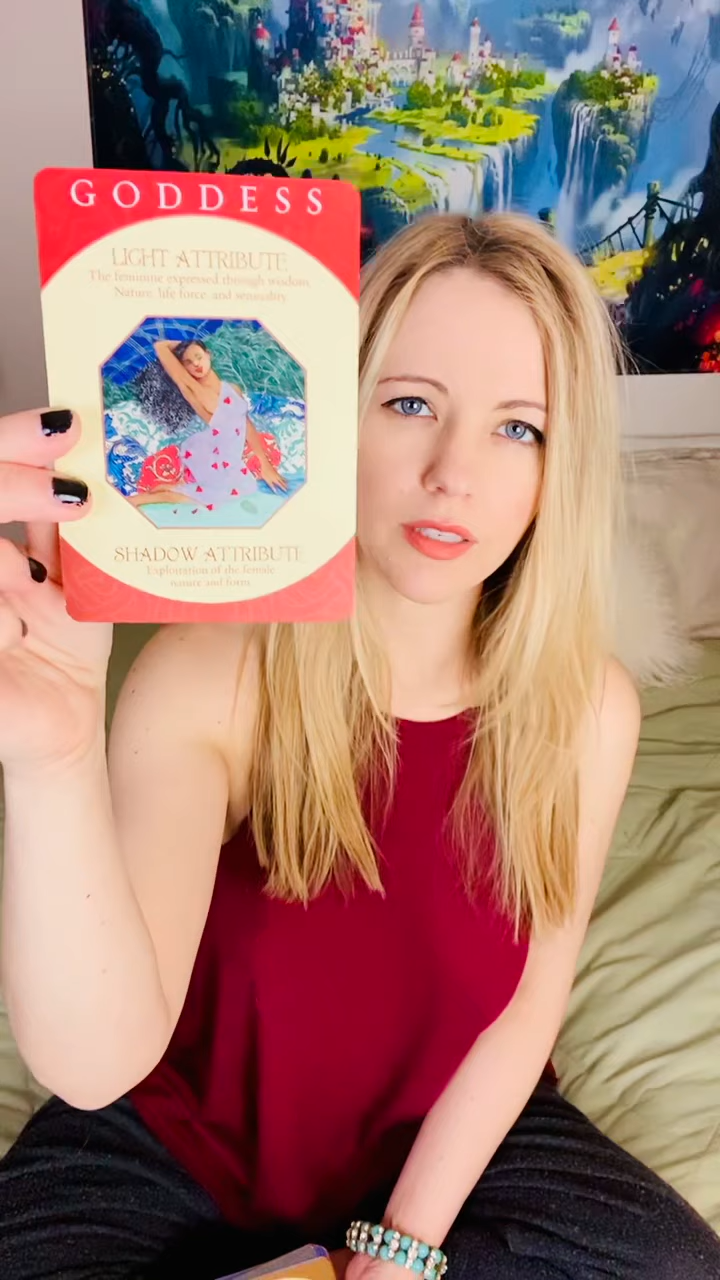 GODDESS
LIGHT ATTRIBUTE
The feminine expressed through wisdom,
Nature, life force, and sensuality
SHADOW ATTRIBUTE
Exploitation of the female
nature and form